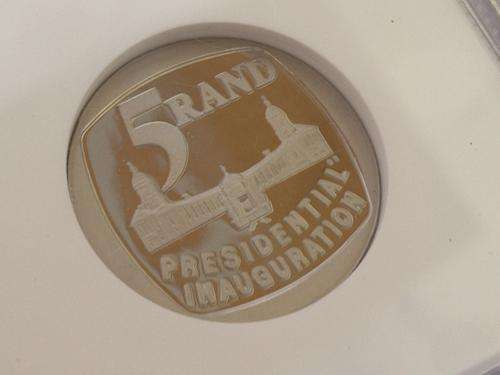 5 RAND
PRESIDENTIAL
INAUGURATION